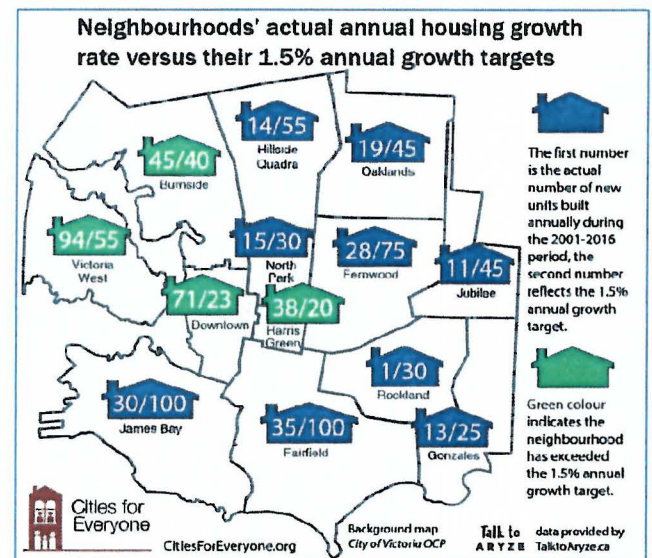 Neighbourhoods' actual annual housing growth
rate versus their 1.5% annual growth targets
14/55
Hillside
Quadra
45/40
Burnside
19/45
Oaklands
94/55
Victoria
West
15/30
North
Park
28/75
Fernwood
11/45
Jubilee
71/23
Downtown
38/20
Harris
Green
1/30
Rockland
30/100
James Bay
35/100
Fairfield
13/25
Gonzales
The first number
is the actual
number of new
units built
annually during
the 2001-2016
period, the
second number
reflects the 1.5%
annual growth
target.
Green colour
indicates the
neighbourhood
has exceeded
the 1.5% annual
growth target.
Cities for
Everyone
CitiesForEveryone.org
Background map
City of Victoria OCP
Talk to
ARYZE
data provided by
TalktoAryze.ca